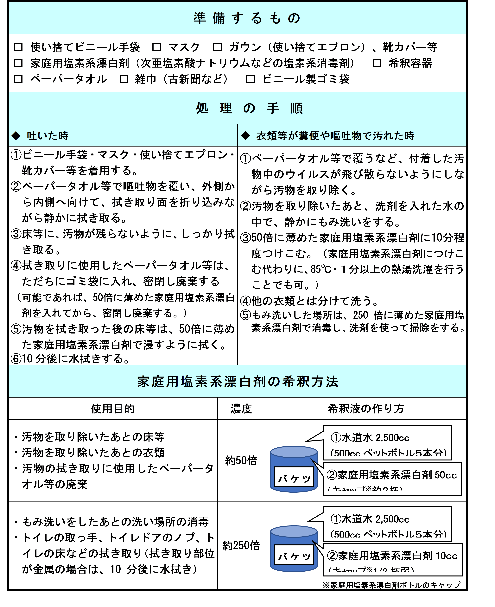 準備するもの
□ 使い捨てビニール手袋 □ マスク □ ガウン（使い捨てエプロン）、靴カバー等
□ 家庭用塩素系漂白剤（次亜塩素酸ナトリウムなどの塩素系消毒剤） □ 希釈容器
□ ペーパータオル □ 雑巾（古新聞など） □ ビニール製ゴミ袋
処理の手順
◆ 吐いた時
①ビニール手袋・マスク・使い捨てエプロン・
靴カバー等を着用する。
②ペーパータオル等で嘔吐物を覆い、外側か
ら内側へ向けて、拭き取り面を折り込みな
がら静かに拭き取る。
③床等に、汚物が残らないように、しっかり拭
き取る。
④拭き取りに使用したペーパータオル等は、
ただちにゴミ袋に入れ、密閉し廃棄する
（可能であれば、50倍に薄めた家庭用塩素系漂白
剤を入れてから、密閉し廃棄する。）
⑤汚物を拭き取った後の床等は、50倍に薄め
た家庭用塩素系漂白剤で浸すように拭く。
⑥10分後に水拭きする。
◆ 衣類等が糞便や嘔吐物で汚れた時
①ペーパータオル等で覆うなど、付着した汚
物中のウイルスが飛び散らないようにしな
がら汚物を取り除く。
②汚物を取り除いたあと、洗剤を入れた水の
中で、静かにもみ洗いをする。
③50倍に薄めた家庭用塩素系漂白剤に10分程
度つけこむ。（家庭用塩素系漂白剤につけこ
む代わりに、85℃・1分以上の熱湯洗濯を行う
ことでも可。）
④他の衣類とは分けて洗う。
⑤もみ洗いした場所は、250 倍に薄めた家庭用塩
素系漂白剤で消毒し、洗剤を使って掃除をする。
家庭用塩素系漂白剤の希釈方法
使用目的 濃度 希釈液の作り方
・汚物を取り除いたあとの床等
・汚物を取り除いたあとの衣類
・汚物の拭き取りに使用したペーパータ
オル等の廃棄
約50倍
バケツ
①水道水 2,500cc
(500cc ペットボトル5本分)
②家庭用塩素系漂白剤 50cc
・もみ洗いをしたあとの洗い場所の消毒
・トイレの取っ手、トイレドアのノブ、ト
イレの床などの拭き取り(拭き取り部位
が金属の場合は、10 分後に水拭き)
約250倍
バケツ
①水道水 2,500cc
(500cc ペットボトル5本分)
②家庭用塩素系漂白剤 10cc
※家庭用塩素系漂白剤ボトルのキャップ